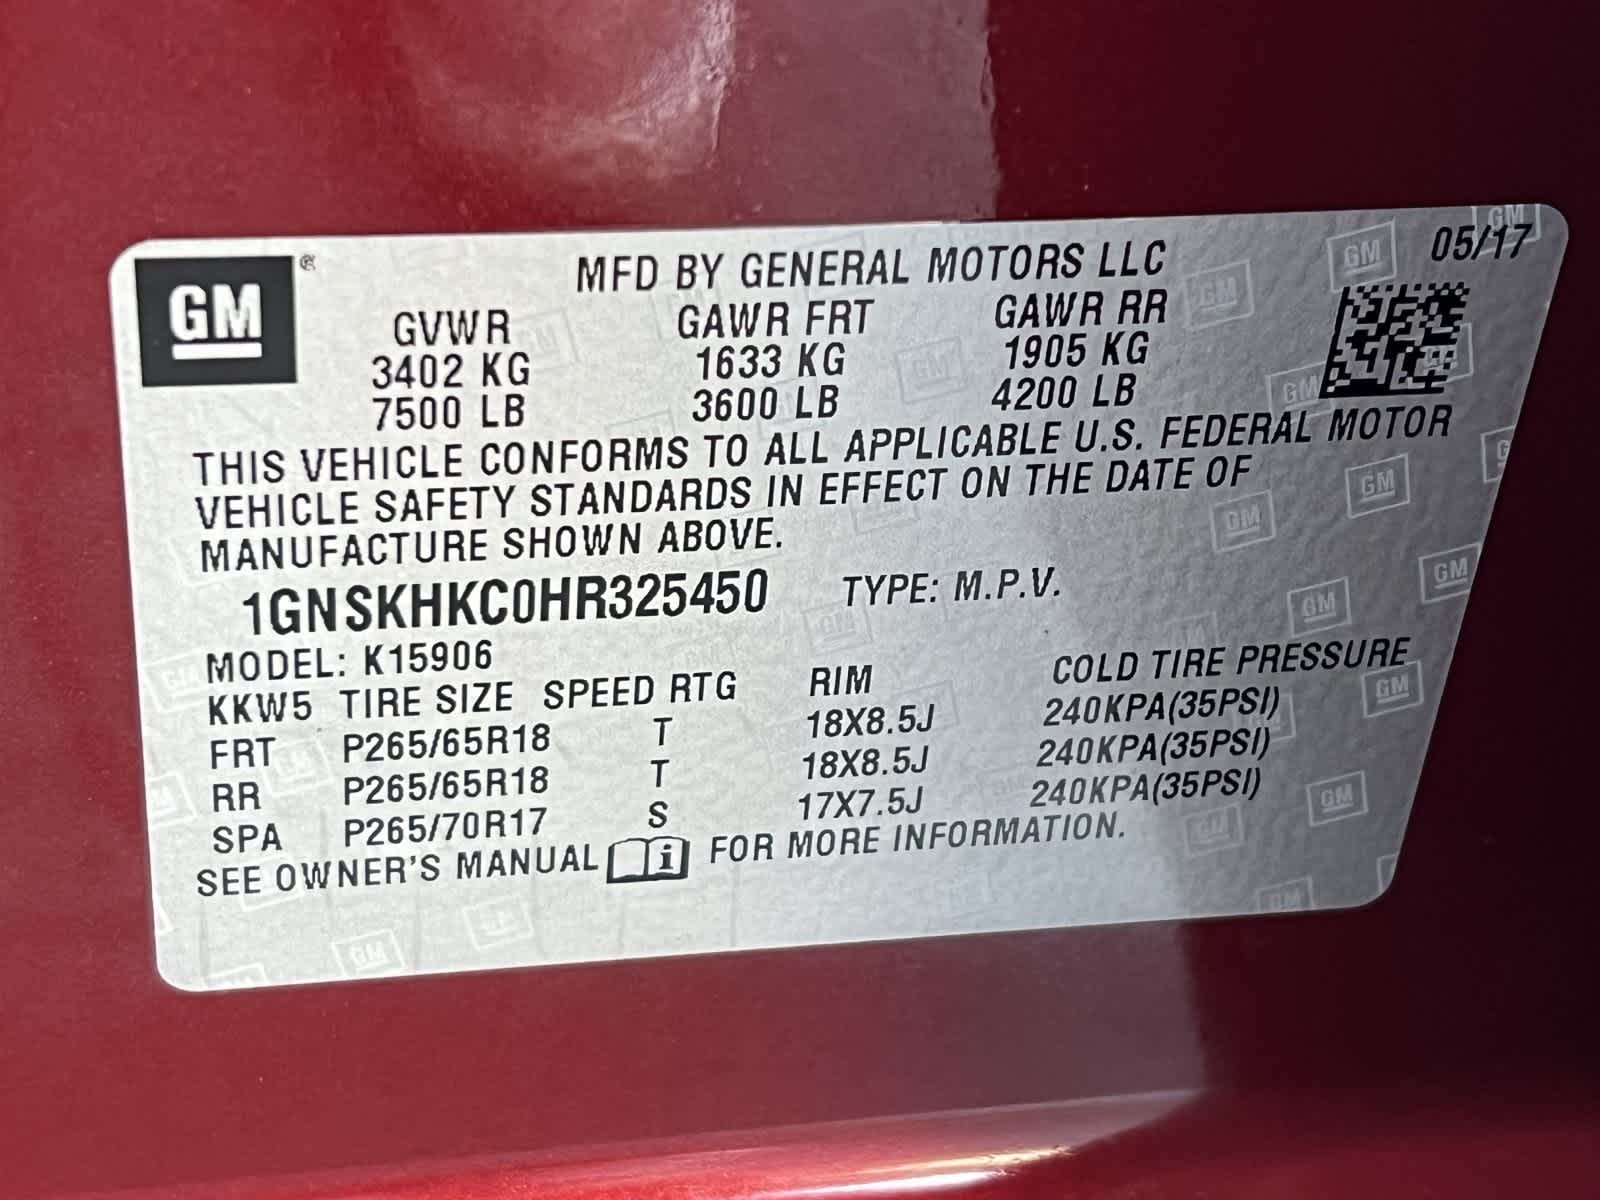 GM
MFD BY GENERAL MOTORS LLC 05/17
GVWR GAWR FRT GAWR RR
3402 KG 1633 KG 1905 KG
7500 LB 3600 LB 4200 LB
THIS VEHICLE CONFORMS TO ALL APPLICABLE U.S. FEDERAL MOTOR
VEHICLE SAFETY STANDARDS IN EFFECT ON THE DATE OF
MANUFACTURE SHOWN ABOVE.
1GNSKHKC0HR325450 TYPE: M.P.V.
MODEL: K15906
KKW5 TIRE SIZE SPEED RTG RIM COLD TIRE PRESSURE
FRT P265/65R18 T 18X8.5J 240KPA(35PSI)
RR P265/65R18 T 18X8.5J 240KPA(35PSI)
SPA P265/70R17 S 17X7.5J 240KPA(35PSI)
SEE OWNER'S MANUAL i FOR MORE INFORMATION.